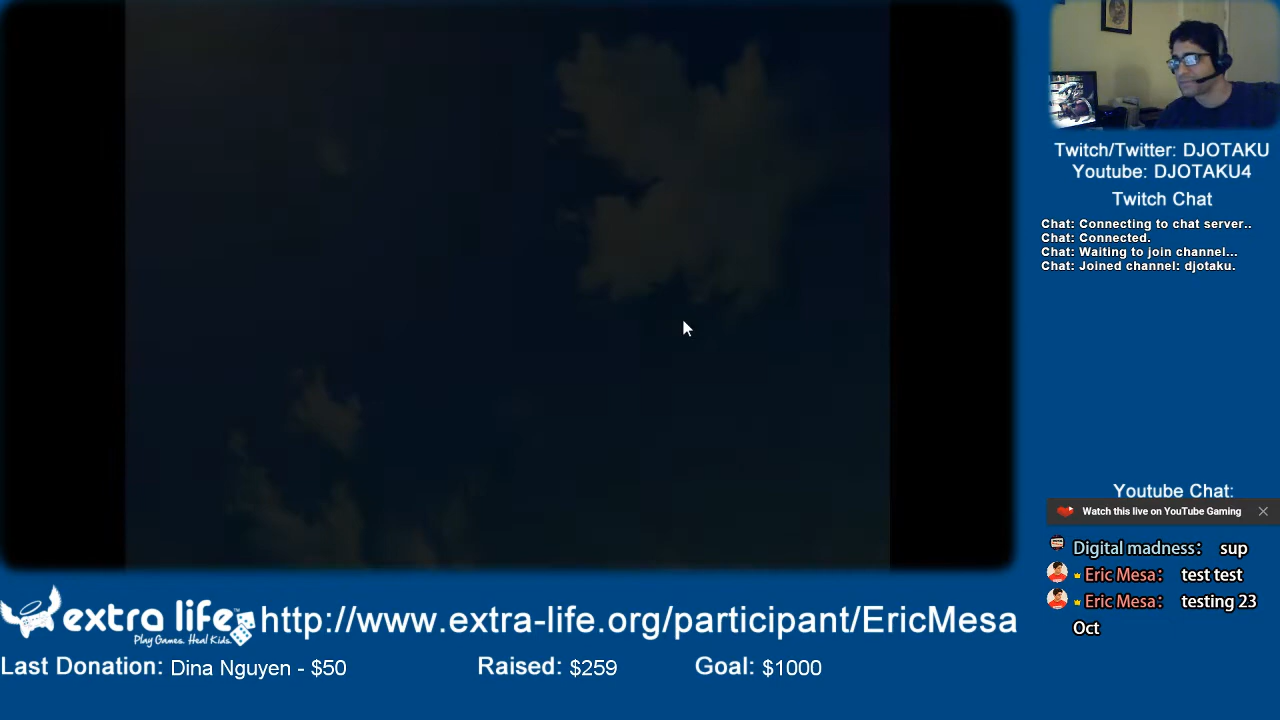 Twitch/Twitter: DJOTAKU
Youtube: DJOTAKU4
Twitch Chat
Chat: Connecting to chat server..
Chat: Connected.
Chat: Waiting to join channel...
Chat: Joined channel: djotaku.
Youtube Chat:
Watch this live on YouTube Gaming
Digital madness: sup
Eric Mesa: test test
Eric Mesa: testing 23
Oct
extra life™
Play Games. Heal Kids.
http://www.extra-life.org/participant/EricMesa
Last Donation: Dina Nguyen - $50 Raised: $259 Goal: $1000